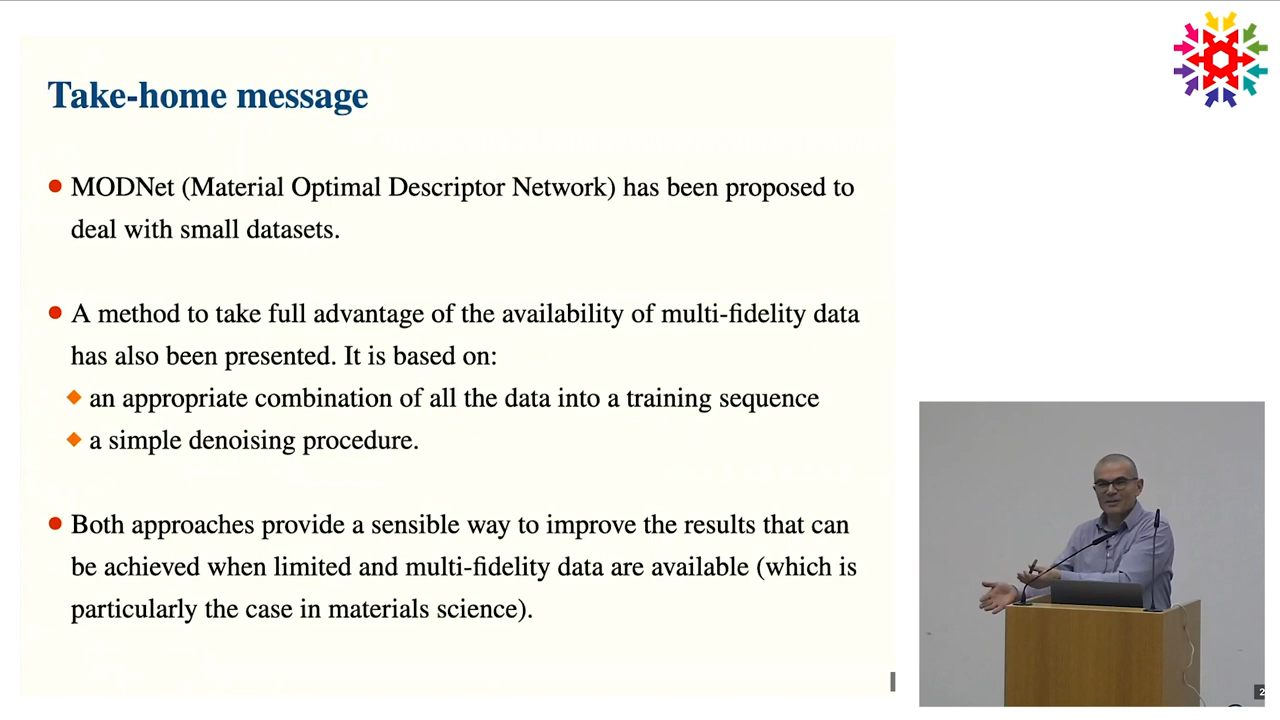 Take-home message
● MODNet (Material Optimal Descriptor Network) has been proposed to
deal with small datasets.
● A method to take full advantage of the availability of multi-fidelity data
has also been presented. It is based on:
◆ an appropriate combination of all the data into a training sequence
◆ a simple denoising procedure.
● Both approaches provide a sensible way to improve the results that can
be achieved when limited and multi-fidelity data are available (which is
particularly the case in materials science).
2